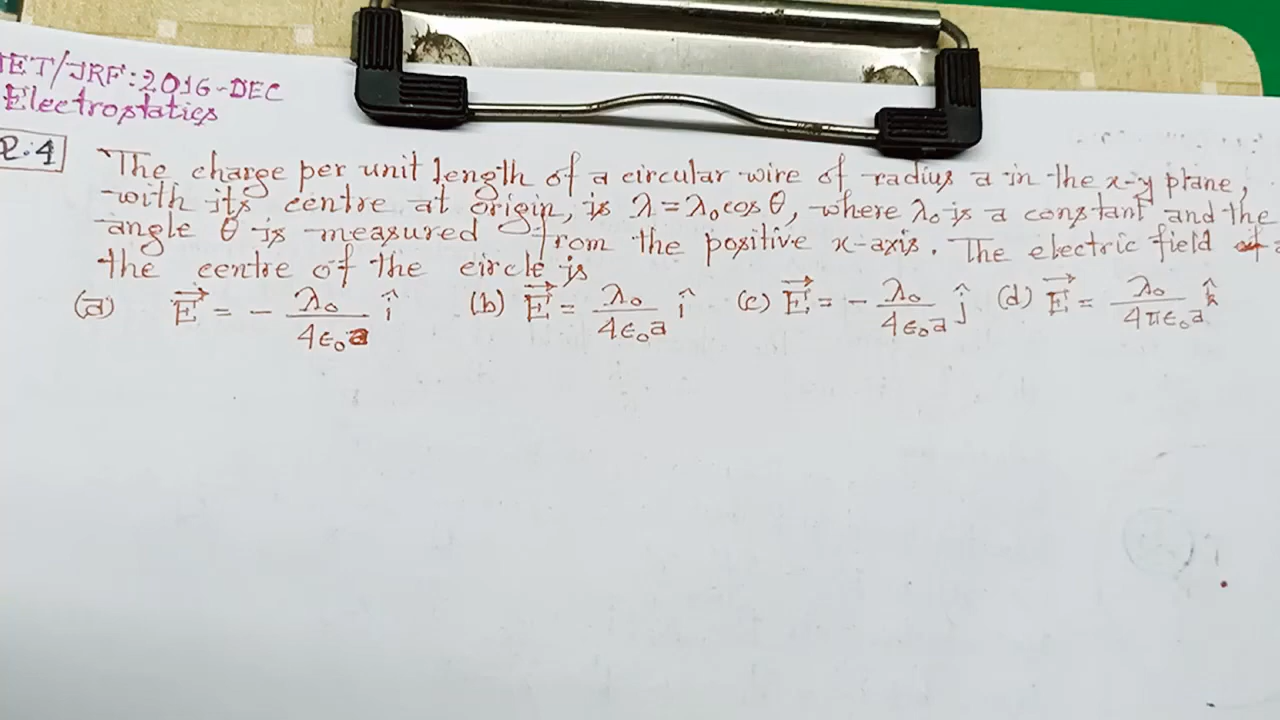 NET/JRF:2016-DEC
Electrostatics
Q.4 The charge per unit length of a circular wire of radius a in the x-y plane,
with its centre at origin, is λ=λ₀cosθ, where λ₀ is a constant and the
angle θ is measured from the positive x-axis. The electric field at
the centre of the circle is
(a) E⃗ = - λ₀/4ϵ₀a î (b) E⃗ = λ₀/4ϵ₀a î (c) E⃗ = - λ₀/4ϵ₀a ĵ (d) E⃗ = λ₀/4πϵ₀a k̂